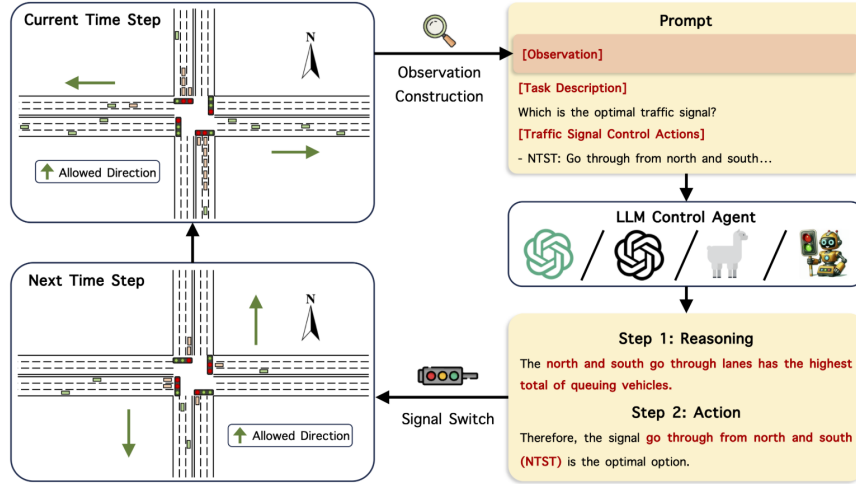 Current Time Step
N
Allowed Direction
Observation
Construction
Prompt
[Observation]
[Task Description]
Which is the optimal traffic signal?
[Traffic Signal Control Actions]
- NTST: Go through from north and south...
LLM Control Agent
Step 1: Reasoning
The north and south go through lanes has the highest
total of queuing vehicles.
Step 2: Action
Therefore, the signal go through from north and south
(NTST) is the optimal option.
Signal Switch
Next Time Step
N
Allowed Direction